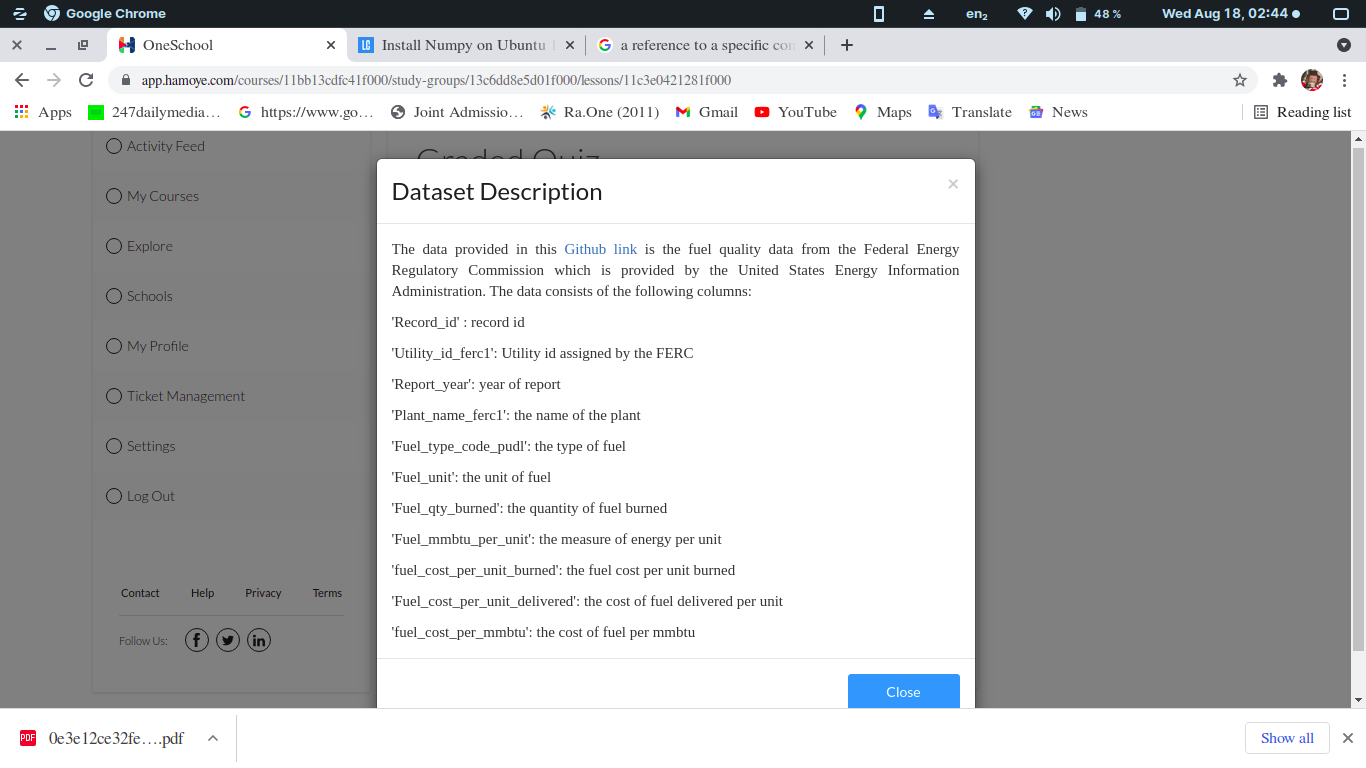 Google Chrome
en2
48 %
Wed Aug 18, 02:44
OneSchool
Install Numpy on Ubuntu
a reference to a specific con
app.hamoye.com/courses/11bb13cdfc41f000/study-groups/13c6dd8e5d01f000/lessons/11c3e0421281f000
Apps
247dailymedia…
https://www.go…
Joint Admissio…
Ra.One (2011)
Gmail
YouTube
Maps
Translate
News
Reading list
Activity Feed
My Courses
Explore
Schools
My Profile
Ticket Management
Settings
Log Out
Contact Help Privacy Terms
Follow Us:
Graded Quiz
Dataset Description
×
The data provided in this Github link is the fuel quality data from the Federal Energy
Regulatory Commission which is provided by the United States Energy Information
Administration. The data consists of the following columns:
'Record_id' : record id
'Utility_id_ferc1': Utility id assigned by the FERC
'Report_year': year of report
'Plant_name_ferc1': the name of the plant
'Fuel_type_code_pudl': the type of fuel
'Fuel_unit': the unit of fuel
'Fuel_qty_burned': the quantity of fuel burned
'Fuel_mmbtu_per_unit': the measure of energy per unit
'fuel_cost_per_unit_burned': the fuel cost per unit burned
'Fuel_cost_per_unit_delivered': the cost of fuel delivered per unit
'fuel_cost_per_mmbtu': the cost of fuel per mmbtu
Close
PDF
0e3e12ce32fe….pdf
Show all